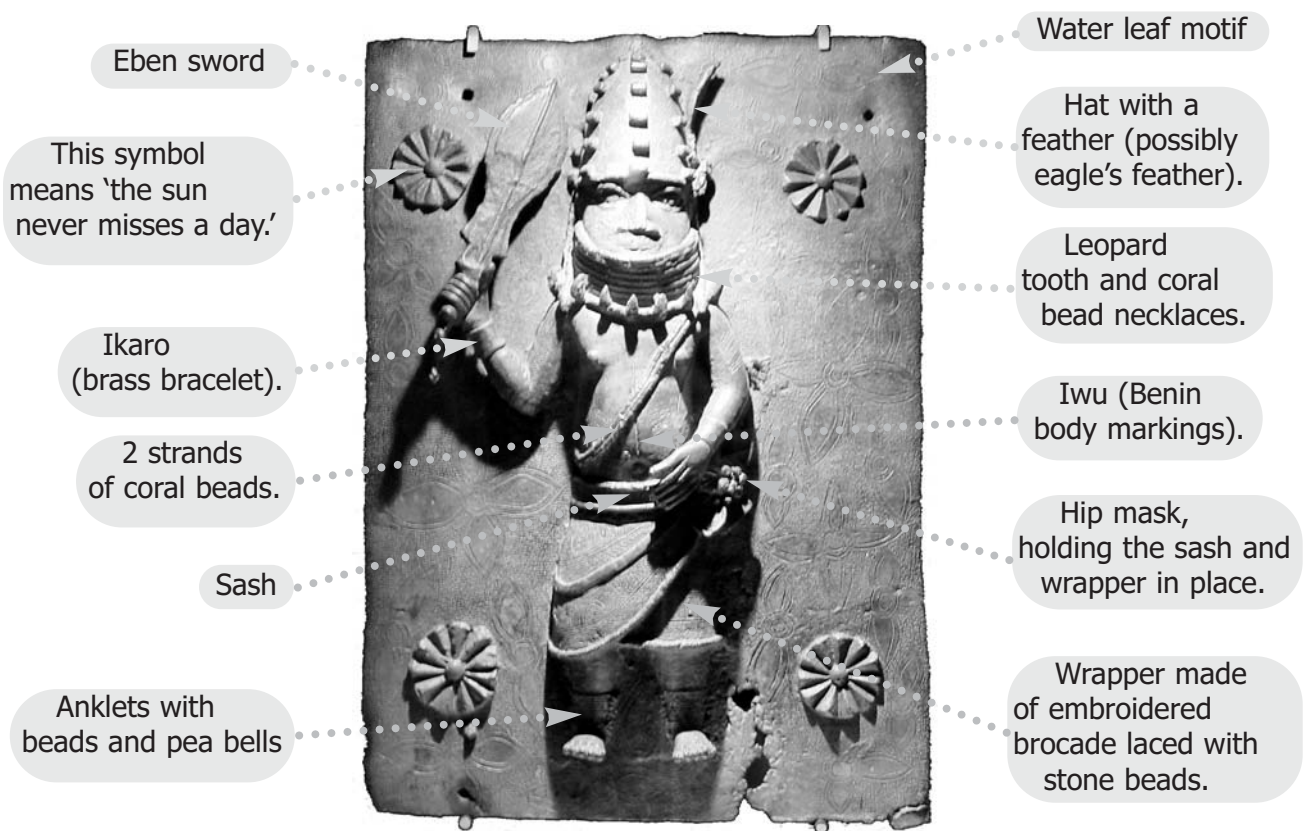 Eben sword
This symbol
means ‘the sun
never misses a day.’
Ikaro
(brass bracelet).
2 strands
of coral beads.
Sash
Anklets with
beads and pea bells
Water leaf motif
Hat with a
feather (possibly
eagle’s feather).
Leopard
tooth and coral
bead necklaces.
Iwu (Benin
body markings).
Hip mask,
holding the sash and
wrapper in place.
Wrapper made
of embroidered
brocade laced with
stone beads.